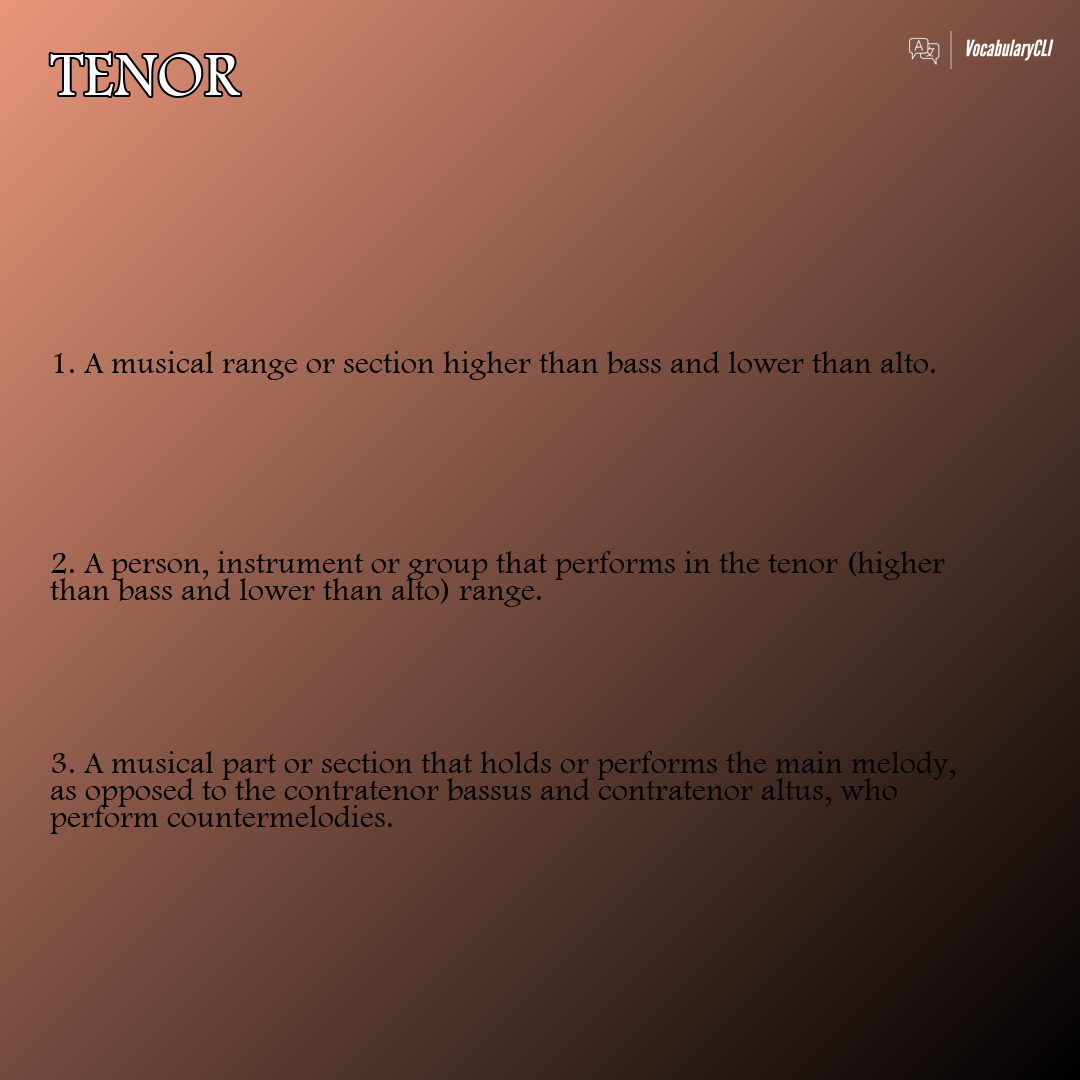 TENOR
VocabularyCLI
1. A musical range or section higher than bass and lower than alto.
2. A person, instrument or group that performs in the tenor (higher
than bass and lower than alto) range.
3. A musical part or section that holds or performs the main melody,
as opposed to the contratenor bassus and contratenor altus, who
perform countermelodies.